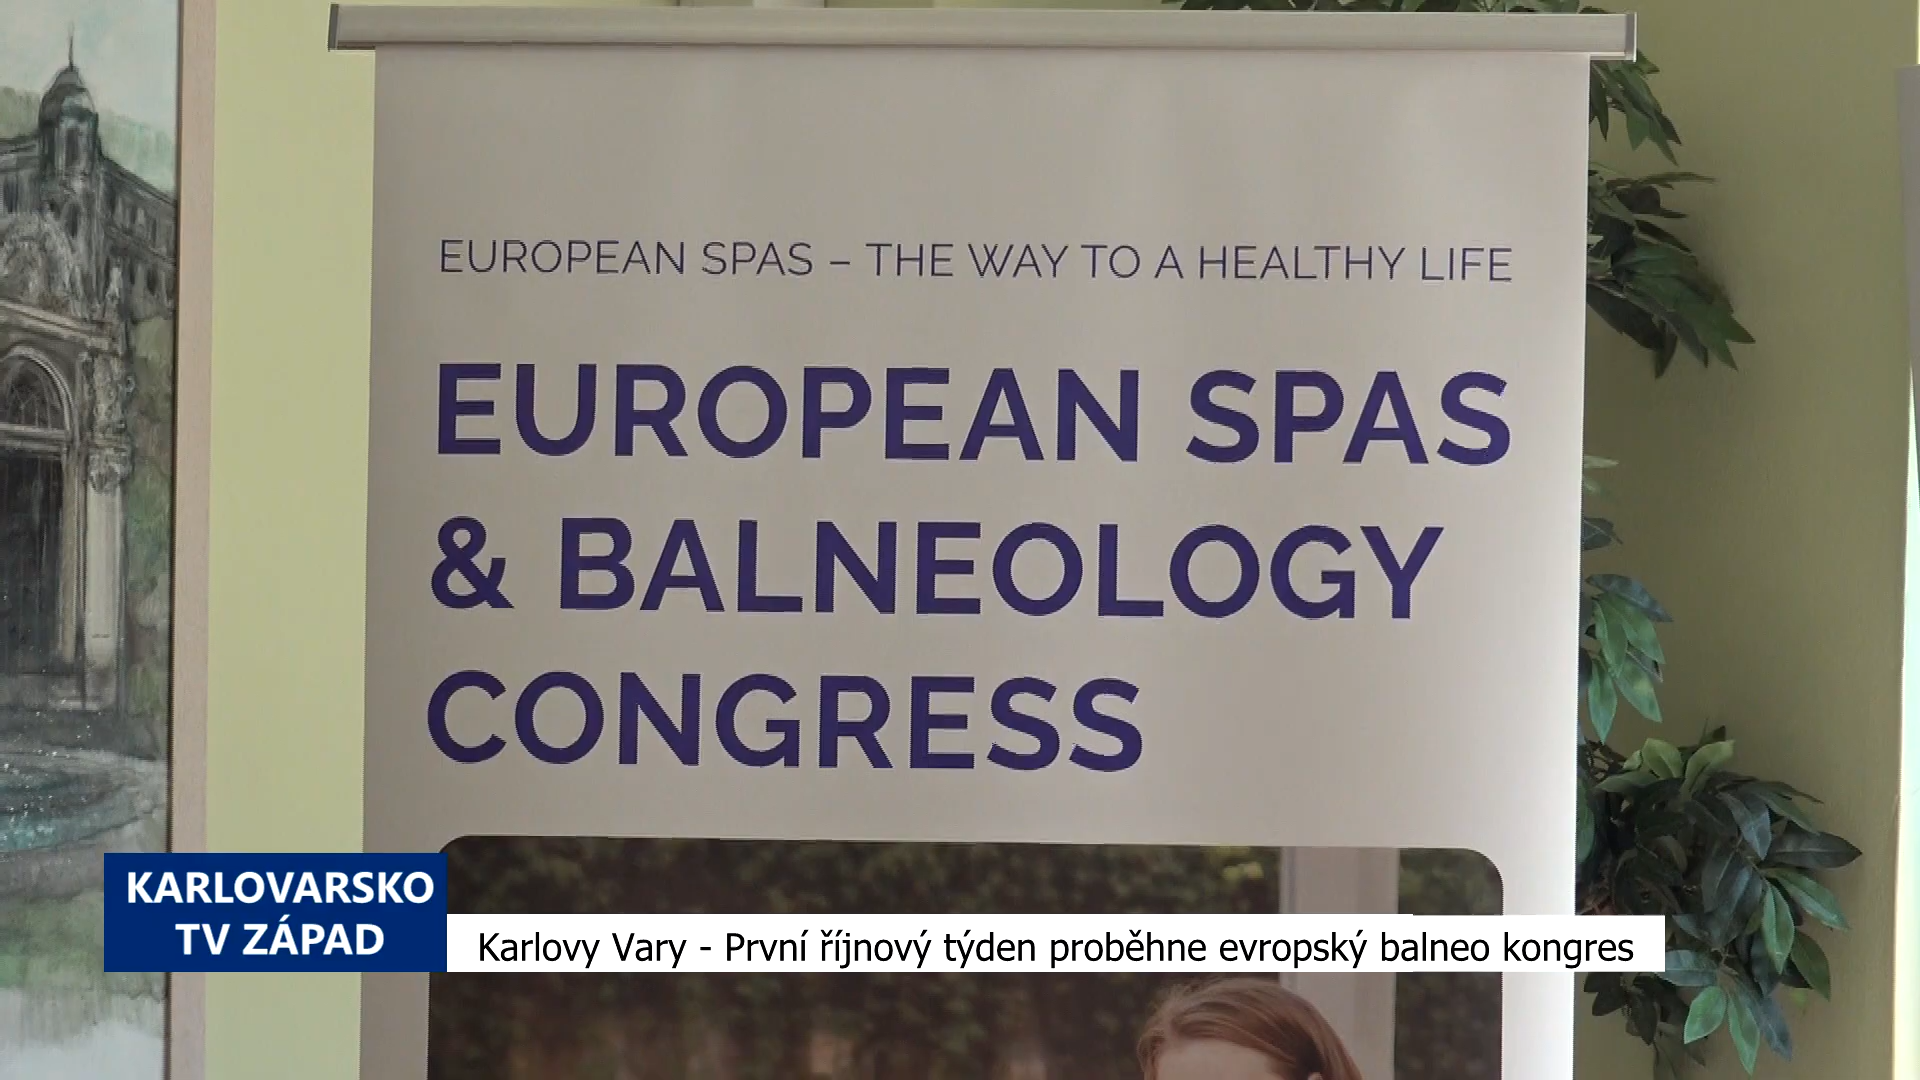 EUROPEAN SPAS – THE WAY TO A HEALTHY LIFE
EUROPEAN SPAS
& BALNEOLOGY
CONGRESS
KARLOVARSKO
TV ZÁPAD
Karlovy Vary - První říjnový týden proběhne evropský balneo kongres